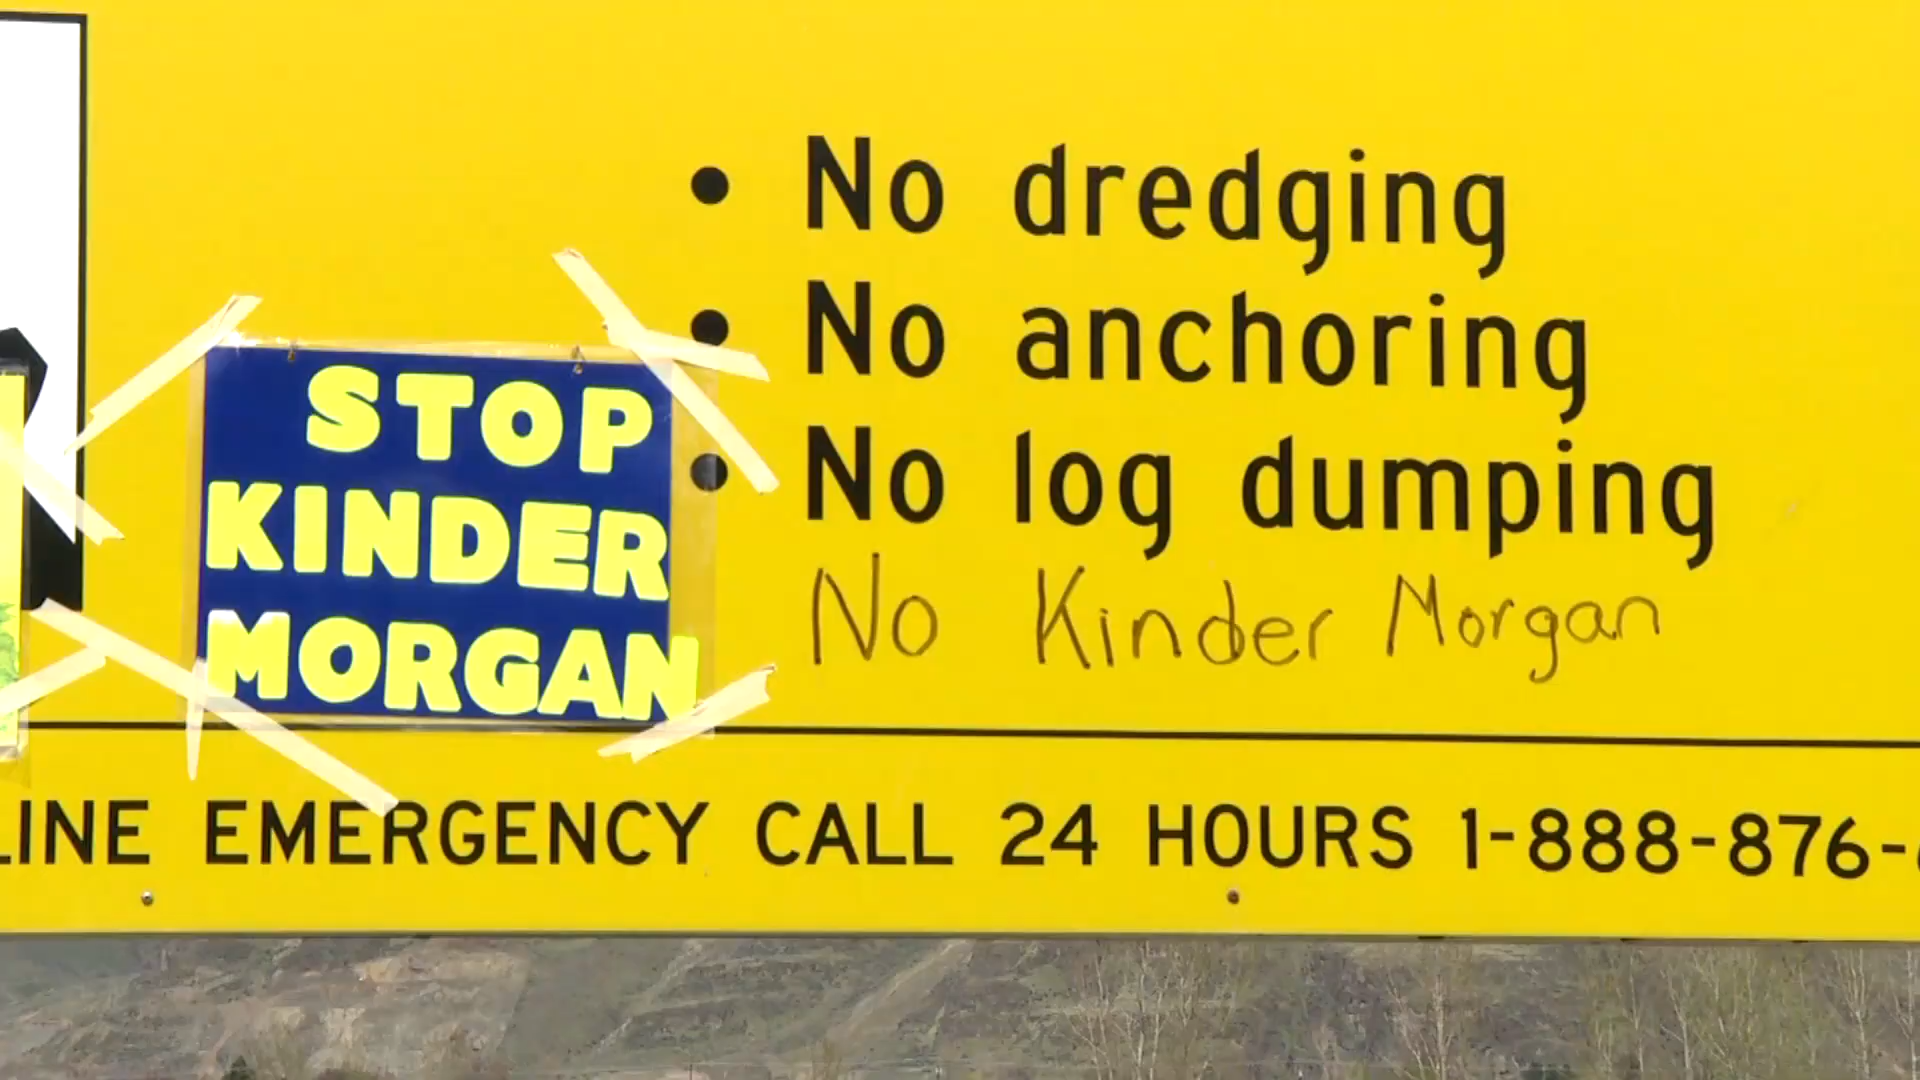 • No dredging
• No anchoring
• No log dumping
No Kinder Morgan
STOP
KINDER
MORGAN
LINE EMERGENCY CALL 24 HOURS 1-888-876-